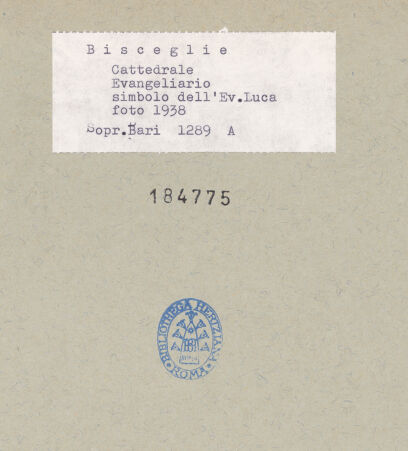 Bisceglie
Cattedrale
Evangeliario
simbolo dell'Ev.Luca
foto 1938
Sopr.Bari 1289 A
184775
BIBLIOTHECA HERTZIANA
ROMA